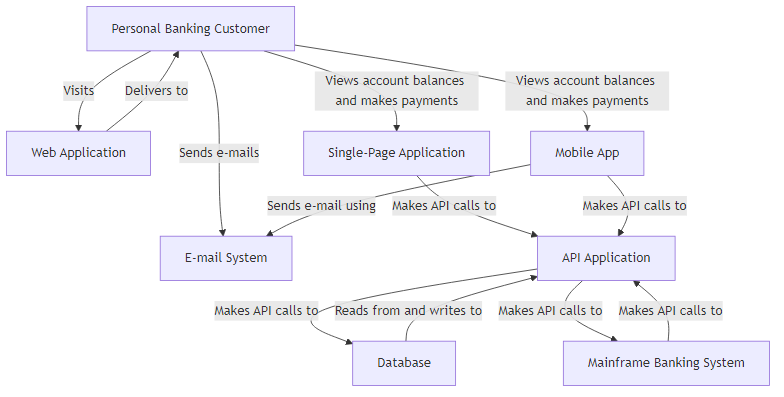 Personal Banking Customer
Visits
Delivers to
Views account balances
and makes payments
Views account balances
and makes payments
Web Application
Sends e-mails
Single-Page Application
Mobile App
Sends e-mail using
Makes API calls to
Makes API calls to
E-mail System
API Application
Makes API calls to
Reads from and writes to
Makes API calls to
Makes API calls to
Database
Mainframe Banking System